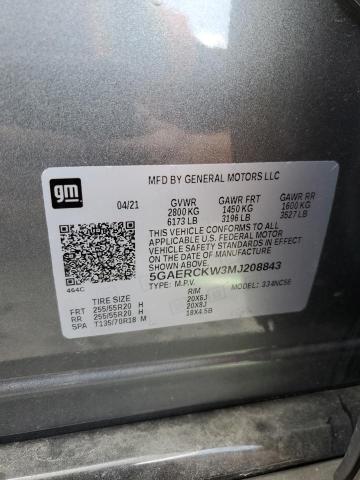 gm
MFD BY GENERAL MOTORS LLC
04/21 GVWR GAWR FRT GAWR RR
2800 KG 1450 KG 1600 KG
6173 LB 3196 LB 3527 LB
THIS VEHICLE CONFORMS TO ALL
APPLICABLE U.S. FEDERAL MOTOR
VEHICLE SAFETY STANDARDS IN EFFECT
ON THE DATE OF MANUFACTURE SHOWN ABOVE.
5GAERCKW3MJ208843
464C TYPE: M.P.V. MODEL: 334NC56
TIRE SIZE RIM
FRT 255/55R20 H 20X8J
RR 255/55R20 H 20X8J
SPA T135/70R18 M 18X4.5B